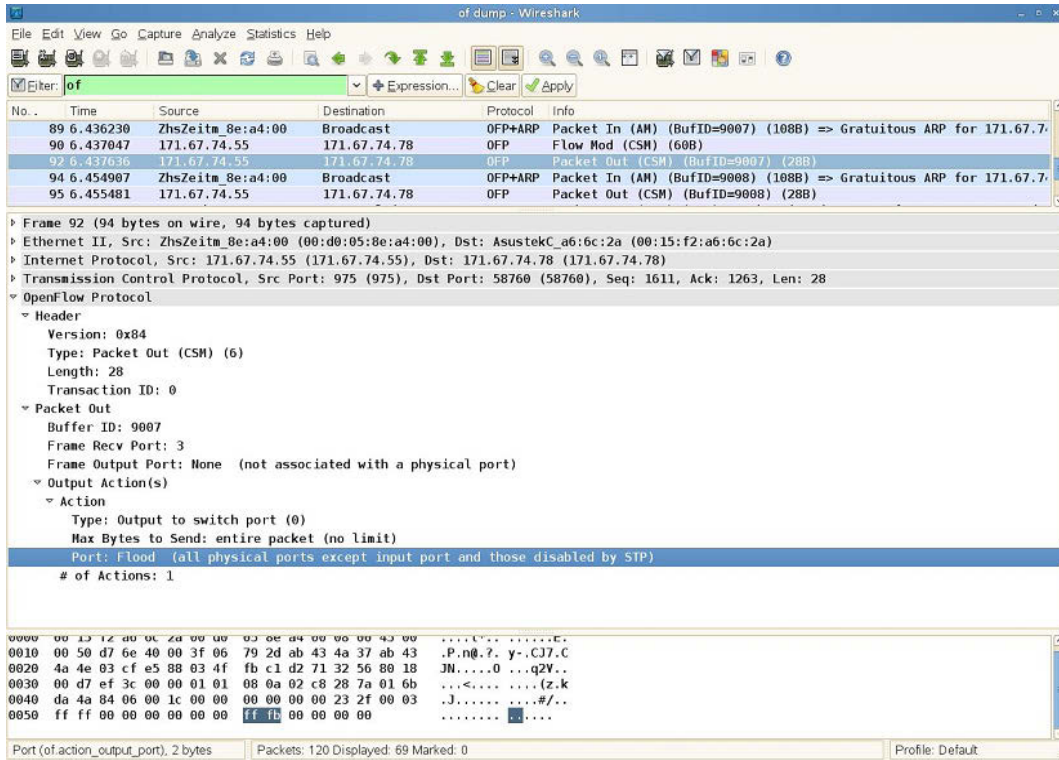 of dump - Wireshark
File Edit View Go Capture Analyze Statistics Help
Filter: of Expression... Clear Apply
No. . Time Source Destination Protocol Info
89 6.436230 ZhsZeitm_8e:a4:00 Broadcast OFP+ARP Packet In (AM) (BufID=9007) (108B) => Gratuitous ARP for 171.67.7
90 6.437047 171.67.74.55 171.67.74.78 OFP Flow Mod (CSM) (60B)
92 6.437636 171.67.74.55 171.67.74.78 OFP Packet Out (CSM) (BufID=9007) (28B)
94 6.454907 ZhsZeitm_8e:a4:00 Broadcast OFP+ARP Packet In (AM) (BufID=9008) (108B) => Gratuitous ARP for 171.67.7
95 6.455481 171.67.74.55 171.67.74.78 OFP Packet Out (CSM) (BufID=9008) (28B)
Frame 92 (94 bytes on wire, 94 bytes captured)
Ethernet II, Src: ZhsZeitm_8e:a4:00 (00:d0:05:8e:a4:00), Dst: AsustekC_a6:6c:2a (00:15:f2:a6:6c:2a)
Internet Protocol, Src: 171.67.74.55 (171.67.74.55), Dst: 171.67.74.78 (171.67.74.78)
Transmission Control Protocol, Src Port: 975 (975), Dst Port: 58760 (58760), Seq: 1611, Ack: 1263, Len: 28
OpenFlow Protocol
Header
Version: 0x84
Type: Packet Out (CSM) (6)
Length: 28
Transaction ID: 0
Packet Out
Buffer ID: 9007
Frame Recv Port: 3
Frame Output Port: None (not associated with a physical port)
Output Action(s)
Action
Type: Output to switch port (0)
Max Bytes to Send: entire packet (no limit)
Port: Flood (all physical ports except input port and those disabled by STP)
# of Actions: 1
0000 00 15 f2 a6 6c 2a 00 d0 05 8e a4 00 08 00 45 00 ....l*.. ......E.
0010 00 50 d7 6e 40 00 3f 06 79 2d ab 43 4a 37 ab 43 .P.n@.?. y-.CJ7.C
0020 4a 4e 03 cf e5 88 03 4f fb c1 d2 71 32 56 80 18 JN.....O ...q2V..
0030 00 d7 ef 3c 00 00 01 01 08 0a 02 c8 28 7a 01 6b ...<.... ....(z.k
0040 da 4a 84 06 00 1c 00 00 00 00 00 00 23 2f 00 03 .J...... ....#/..
0050 ff ff 00 00 00 00 00 00 ff fb 00 00 00 00 ........ ......
Port (of.action_output_port), 2 bytes Packets: 120 Displayed: 69 Marked: 0 Profile: Default